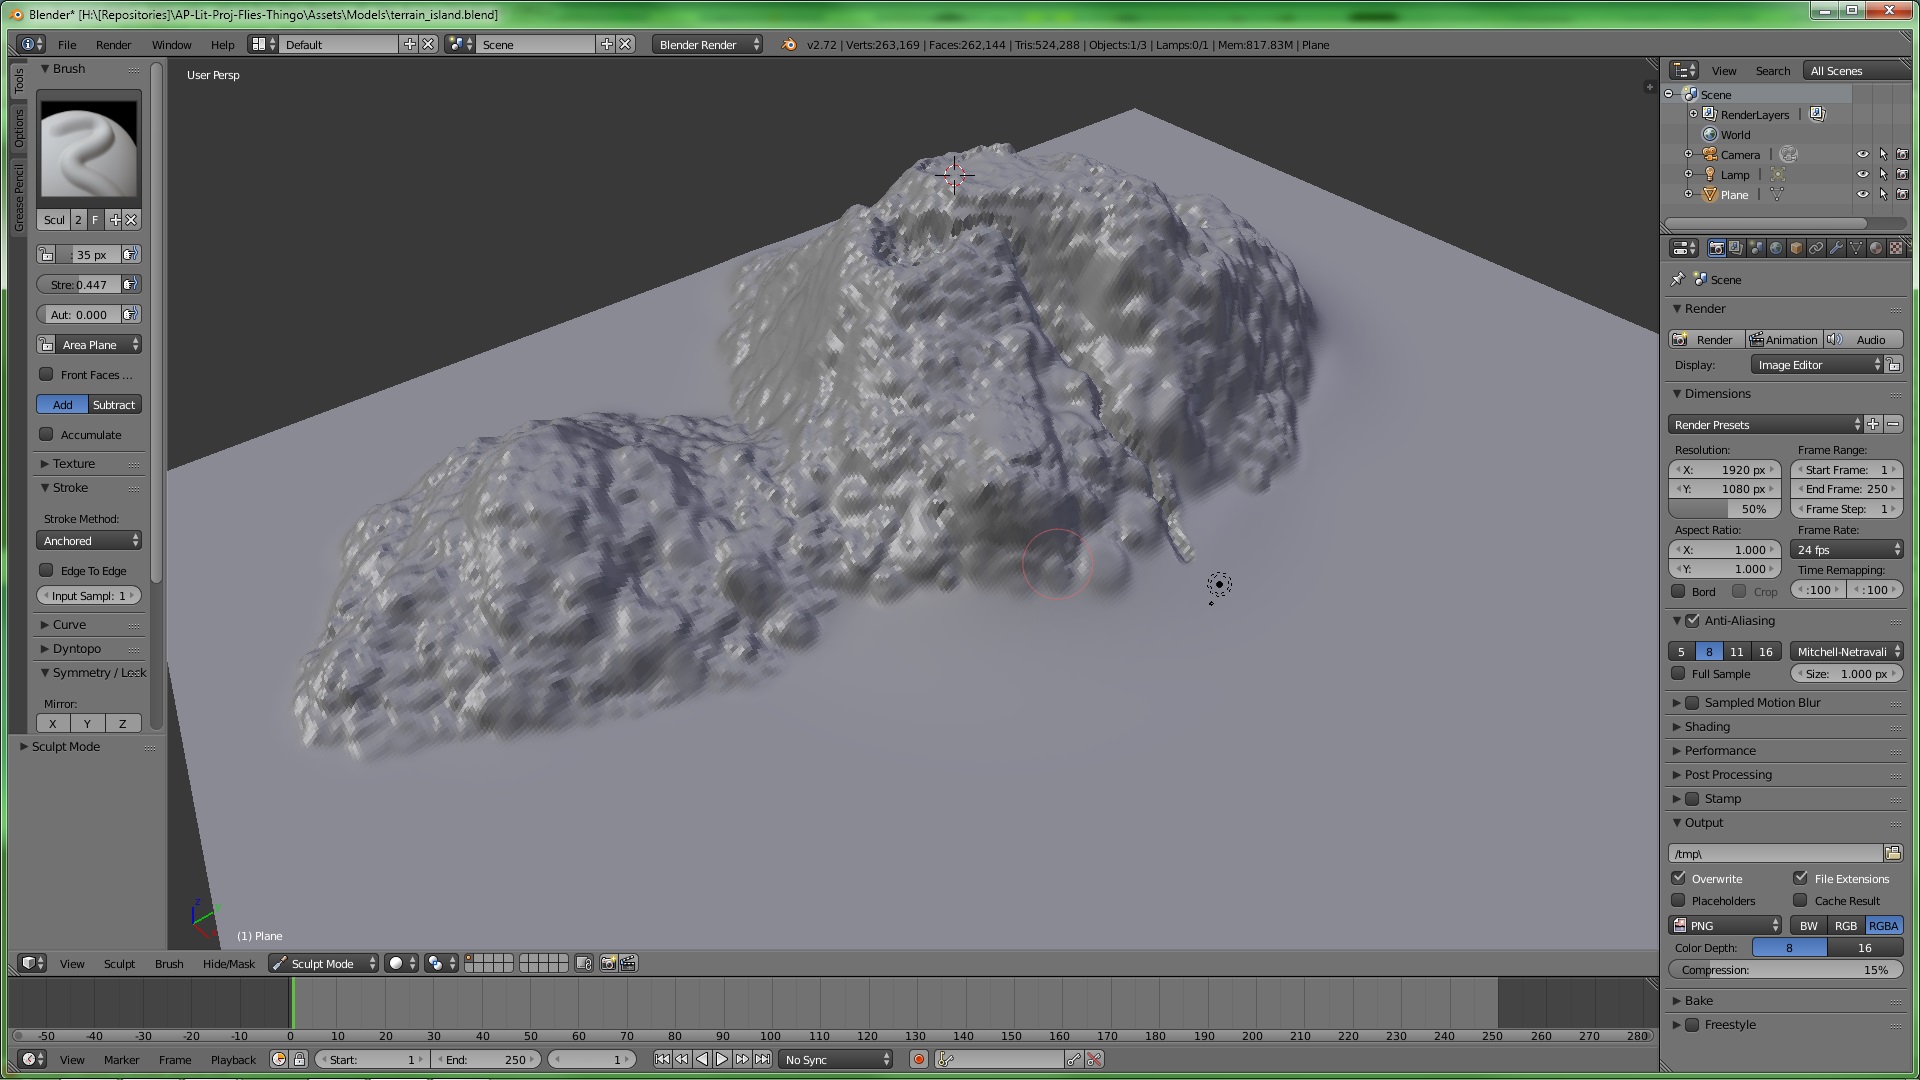 Blender* [H:\[Repositories]\AP-Lit-Proj-Flies-Thingo\Assets\Models\terrain_island.blend]
File Render Window Help Default Scene Blender Render v2.72 | Verts:263,169 | Faces:262,144 | Tris:524,288 | Objects:1/3 | Lamps:0/1 | Mem:817.83M | Plane
Tools
Options
Grease Pencil
Brush
Scul 2 F
35 px
Stre: 0.447
Aut: 0.000
Area Plane
Front Faces ...
Add Subtract
Accumulate
Texture
Stroke
Stroke Method:
Anchored
Edge To Edge
Input Sampl: 1
Curve
Dyntopo
Symmetry / Lock
Mirror:
X Y Z
Sculpt Mode
User Persp
(1) Plane
View Sculpt Brush Hide/Mask Sculpt Mode
-50 -40 -30 -20 -10 0 10 20 30 40 50 60 70 80 90 100 110 120 130 140 150 160 170 180 190 200 210 220 230 240 250 260 270 280
View Marker Frame Playback Start: 1 End: 250 1 No Sync
View Search All Scenes
Scene
RenderLayers
World
Camera
Lamp
Plane
Scene
Render
Render Animation Audio
Display: Image Editor
Dimensions
Render Presets
Resolution: Frame Range:
X: 1920 px Start Frame: 1
Y: 1080 px End Frame: 250
50% Frame Step: 1
Aspect Ratio: Frame Rate:
X: 1.000 24 fps
Y: 1.000 Time Remapping:
Bord Crop :100 :100
Anti-Aliasing
5 8 11 16 Mitchell-Netravali
Full Sample Size: 1.000 px
Sampled Motion Blur
Shading
Performance
Post Processing
Stamp
Output
/tmp\
Overwrite File Extensions
Placeholders Cache Result
PNG BW RGB RGBA
Color Depth: 8 16
Compression: 15%
Bake
Freestyle